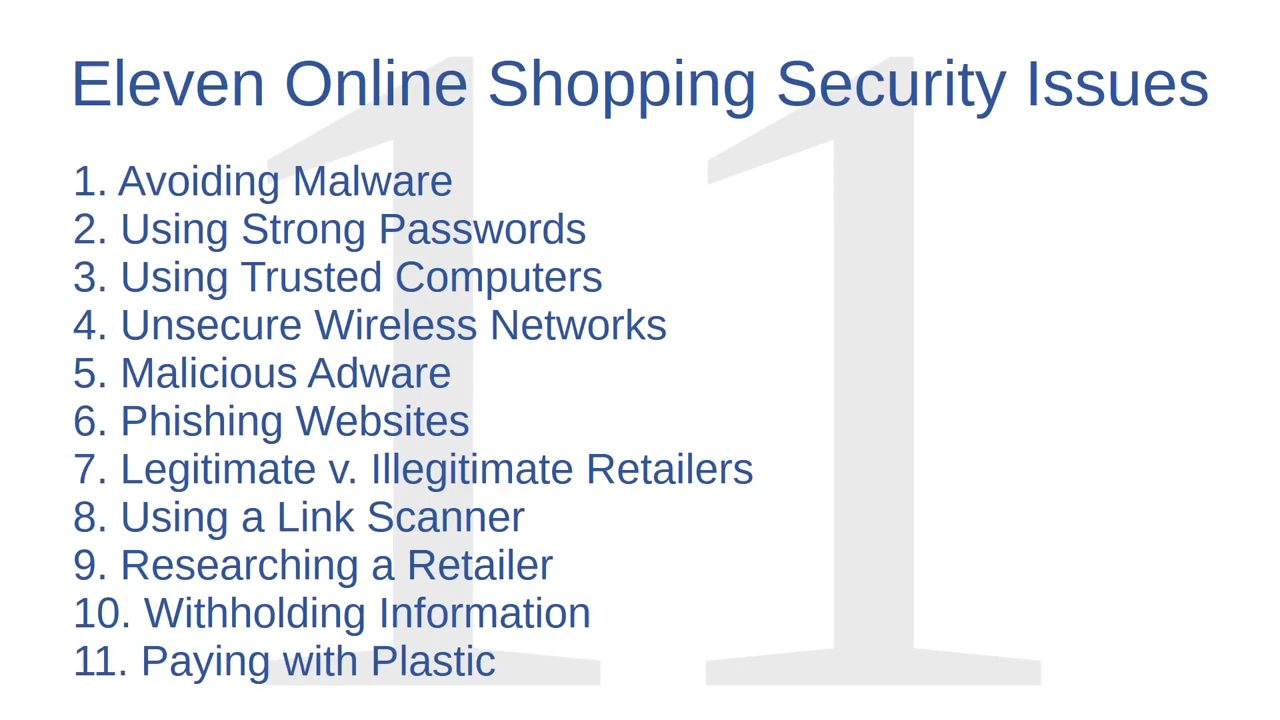 Eleven Online Shopping Security Issues
1. Avoiding Malware
2. Using Strong Passwords
3. Using Trusted Computers
4. Unsecure Wireless Networks
5. Malicious Adware
6. Phishing Websites
7. Legitimate v. Illegitimate Retailers
8. Using a Link Scanner
9. Researching a Retailer
10. Withholding Information
11. Paying with Plastic
11